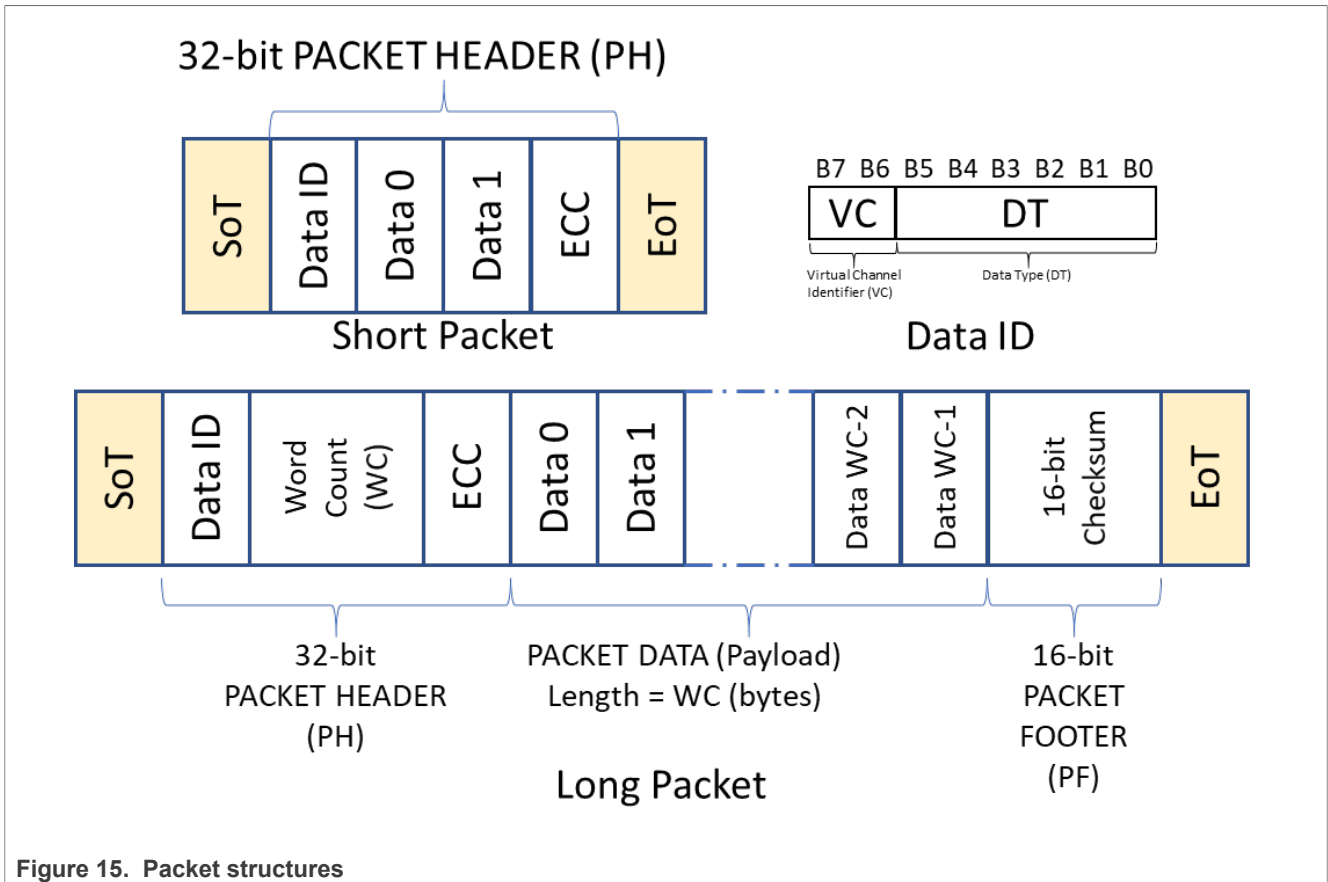 32-bit PACKET HEADER (PH)
SoT
Data ID
Data 0
Data 1
ECC
EoT
Short Packet
B7 B6 B5 B4 B3 B2 B1 B0
VC
DT
Virtual Channel
Identifier (VC)
Data Type (DT)
Data ID
SoT
Data ID
Word
Count
(WC)
ECC
Data 0
Data 1
Data WC-2
Data WC-1
16-bit
Checksum
EoT
32-bit
PACKET HEADER
(PH)
PACKET DATA (Payload)
Length = WC (bytes)
16-bit
PACKET
FOOTER
(PF)
Long Packet
Figure 15. Packet structures